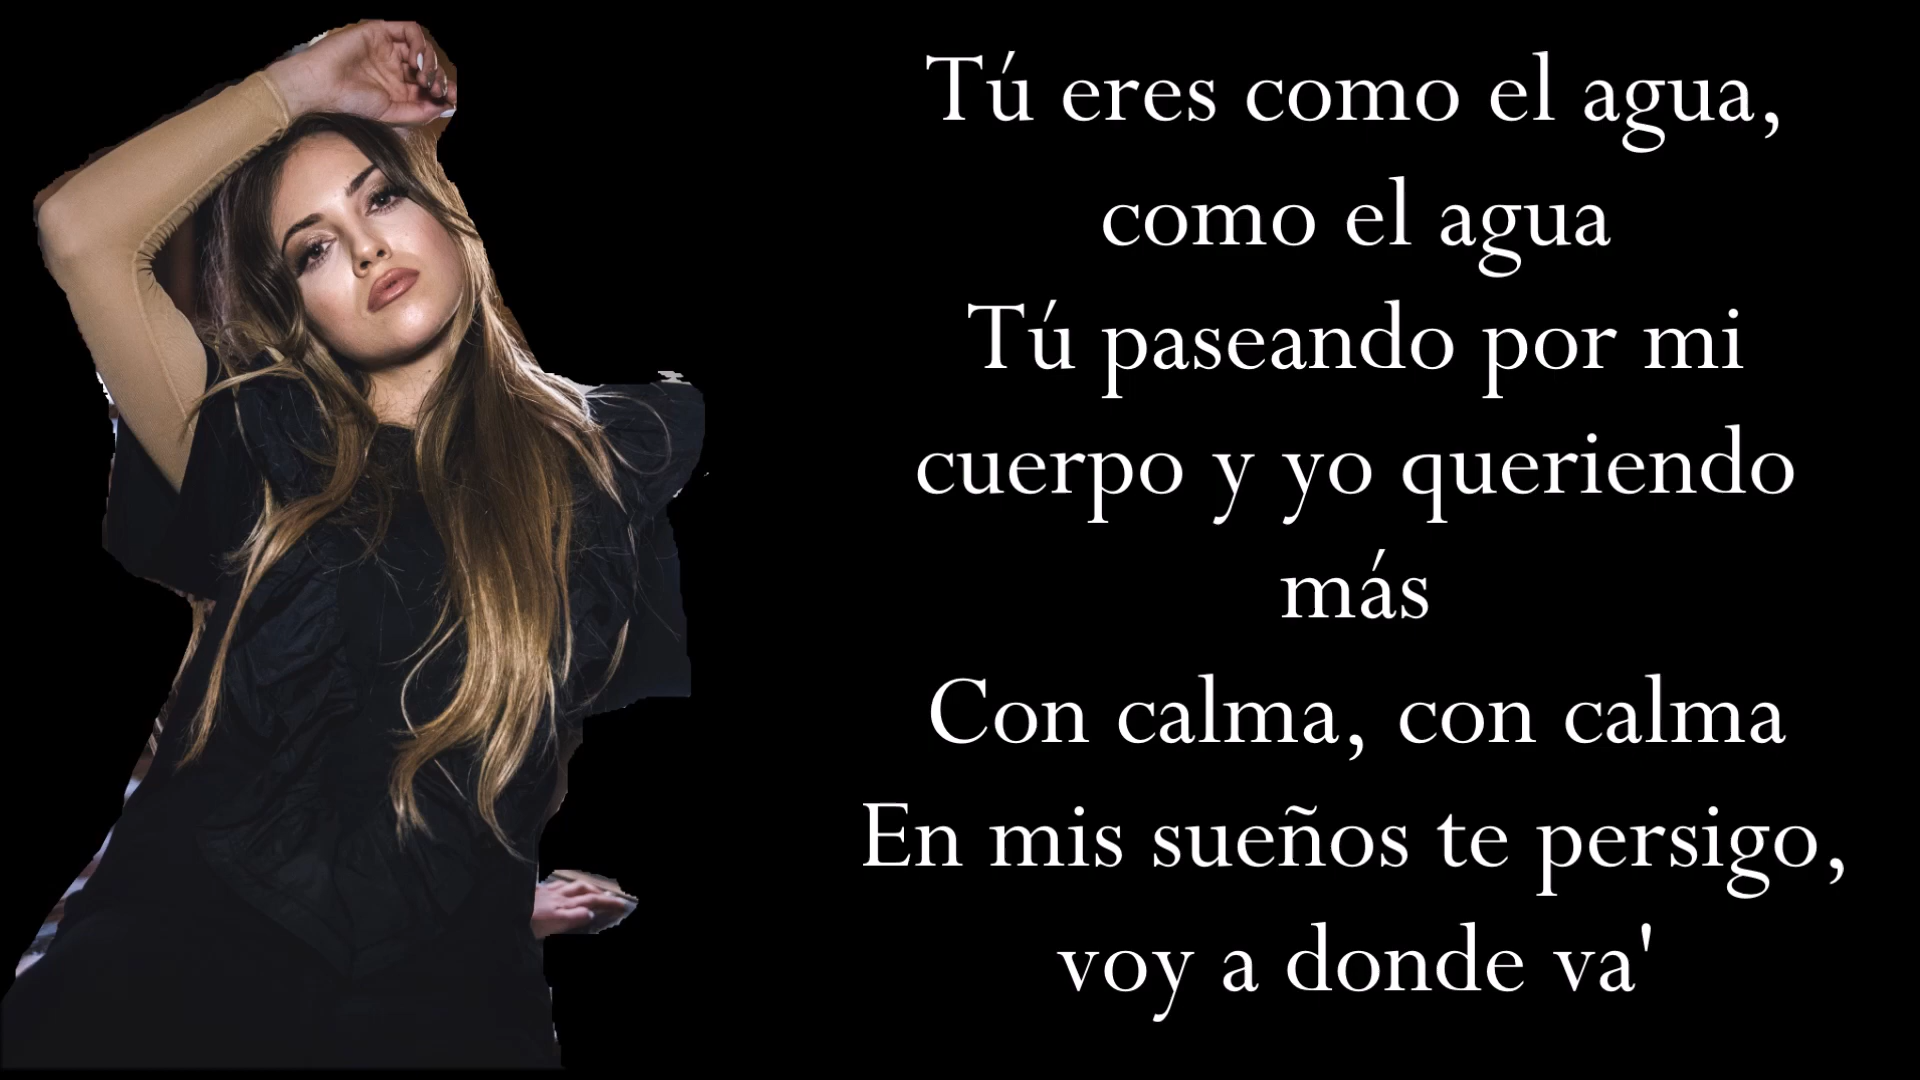 Tú eres como el agua,
como el agua
Tú paseando por mi
cuerpo y yo queriendo
más
Con calma, con calma
En mis sueños te persigo,
voy a donde va'